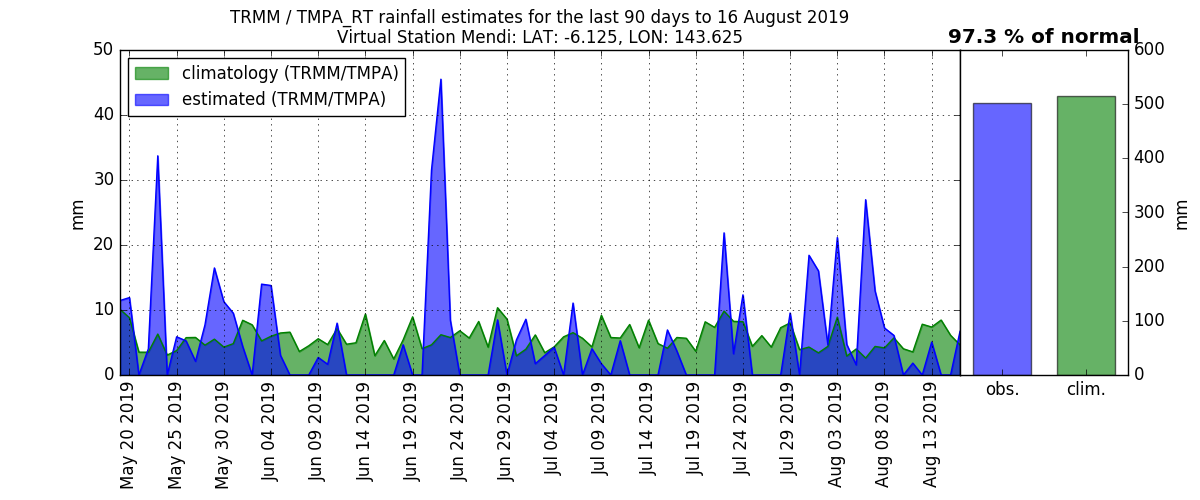 TRMM / TMPA_RT rainfall estimates for the last 90 days to 16 August 2019
Virtual Station Mendi: LAT: -6.125, LON: 143.625
97.3 % of normal
climatology (TRMM/TMPA)
estimated (TRMM/TMPA)
mm
50
40
30
20
10
0
May 20 2019
May 25 2019
May 30 2019
Jun 04 2019
Jun 09 2019
Jun 14 2019
Jun 19 2019
Jun 24 2019
Jun 29 2019
Jul 04 2019
Jul 09 2019
Jul 14 2019
Jul 19 2019
Jul 24 2019
Jul 29 2019
Aug 03 2019
Aug 08 2019
Aug 13 2019
obs.
clim.
600
500
400
300
200
100
0
mm